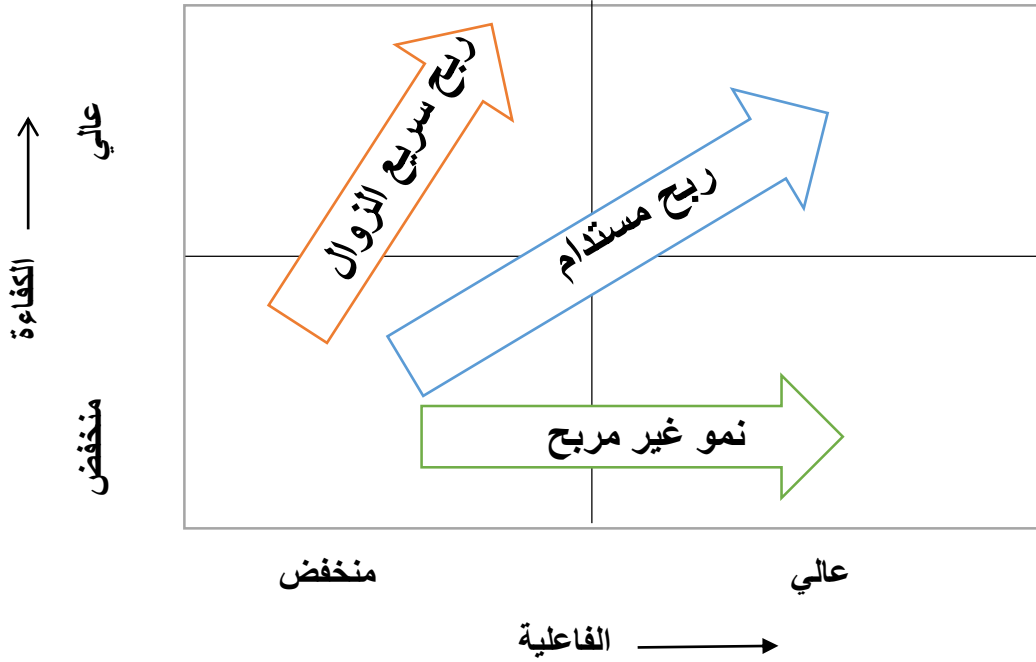 عالي
ربح سريع الزوال
ربح مستدام
الكفاءة
منخفض
نمو غير مربح
منخفض
عالي
الفاعلية